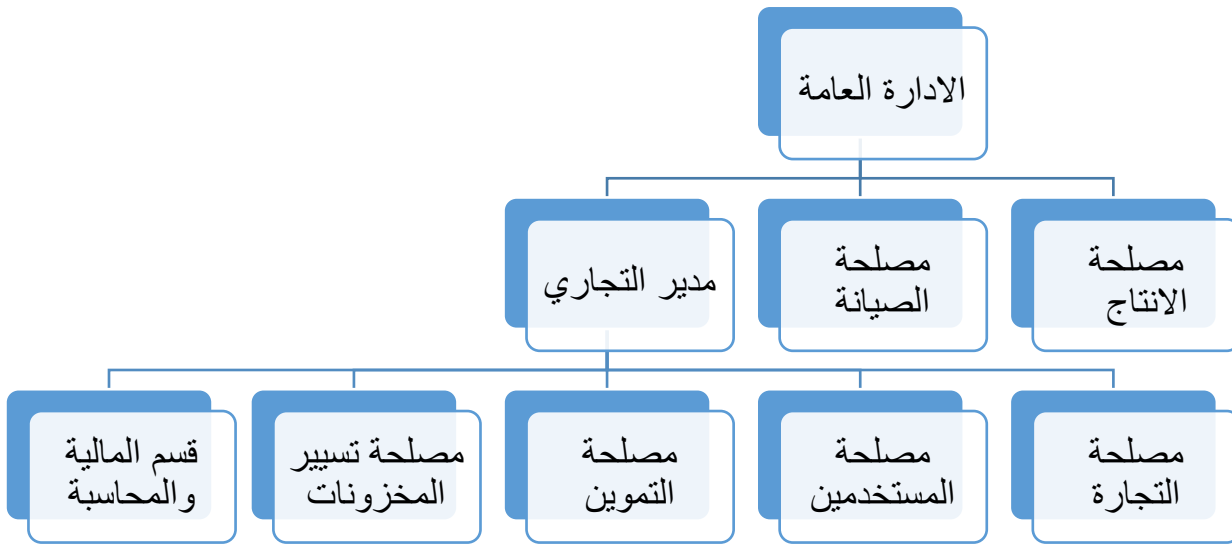 الادارة العامة
مصلحة
الانتاج
مصلحة
الصيانة
مدير التجاري
مصلحة
التجارة
مصلحة
المستخدمين
مصلحة
التموين
مصلحة تسيير
المخزونات
قسم المالية
والمحاسبة